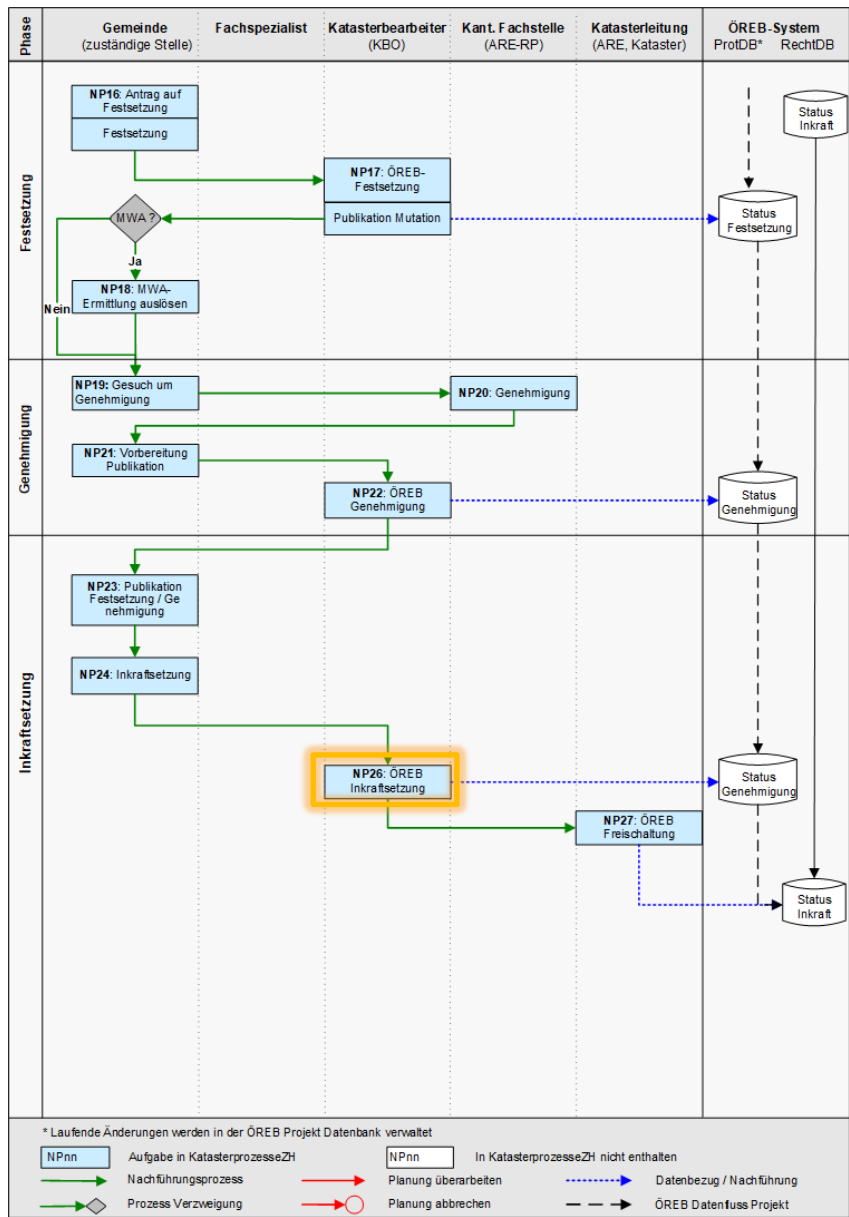 Phase
Gemeinde
(zuständige Stelle)
Fachspezialist
Katasterbearbeiter
(KBO)
Kant. Fachstelle
(ARE-RP)
Katasterleitung
(ARE, Kataster)
ÖREB-System
ProtDB* RechtDB
Festsetzung
NP16: Antrag auf
Festsetzung
Festsetzung
Status
Inkraft
NP17: ÖREB-
Festsetzung
Publikation Mutation
MWA ?
Status
Festsetzung
Ja
NP18: MWA-
Ermittlung auslösen
Nein
Genehmigung
NP19: Gesuch um
Genehmigung
NP20: Genehmigung
NP21: Vorbereitung
Publikation
NP22: ÖREB
Genehmigung
Status
Genehmigung
Inkraftsetzung
NP23: Publikation
Festsetzung / Ge
nehmigung
NP24: Inkraftsetzung
NP26: ÖREB
Inkraftsetzung
Status
Genehmigung
NP27: ÖREB
Freischaltung
Status
Inkraft
* Laufende Änderungen werden in der ÖREB Projekt Datenbank verwaltet
NPnn Aufgabe in KatasterprozesseZH NPnn In KatasterprozesseZH nicht enthalten
Nachführungsprozess Planung überarbeiten Datenbezug / Nachführung
Prozess Verzweigung Planung abbrechen ÖREB Datenfluss Projekt